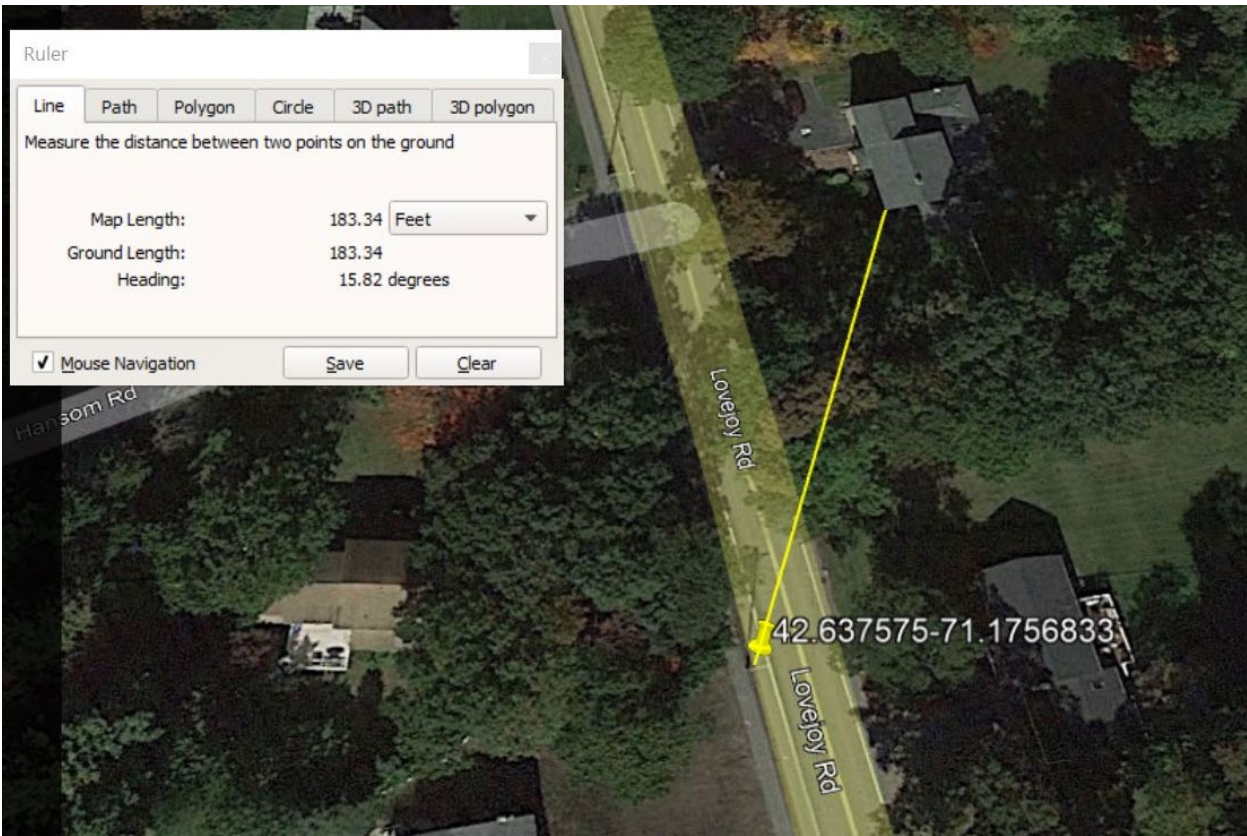 Ruler
Line Path Polygon Circle 3D path 3D polygon
Measure the distance between two points on the ground
Map Length: 183.34 Feet
Ground Length: 183.34
Heading: 15.82 degrees
Mouse Navigation Save Clear
Hansom Rd
Lovejoy Rd
42.637575-71.1756833
Lovejoy Rd